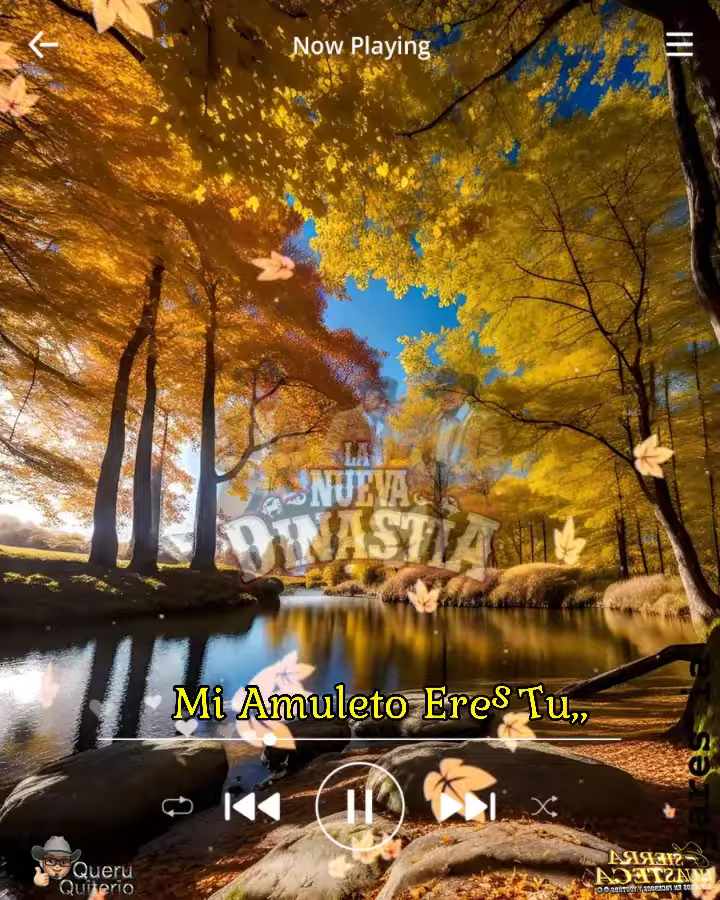 Now Playing
LA
NUEVA
DINASTIA
Mi Amuleto Eres Tu,,
Queru
Quiterio
SIERRA
HUASTECA